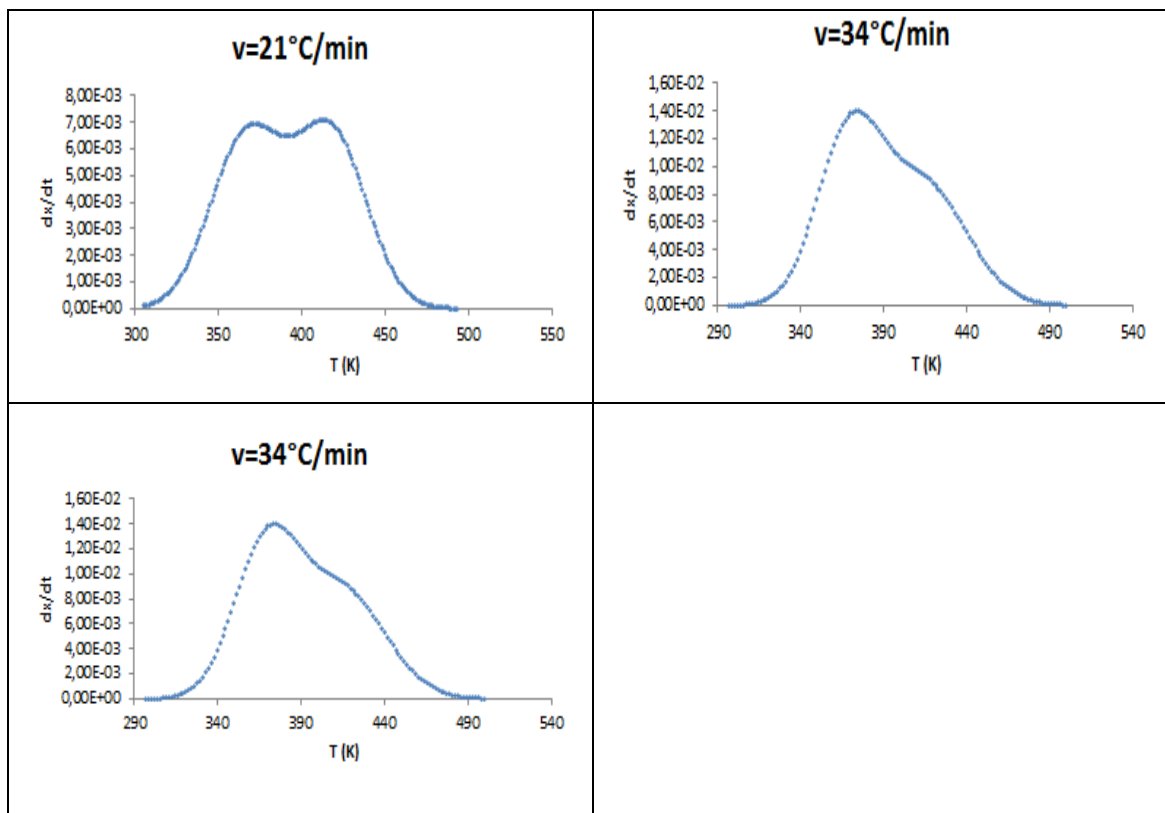 v=21°C/min
8,00E-03
7,00E-03
6,00E-03
5,00E-03
4,00E-03
3,00E-03
2,00E-03
1,00E-03
0,00E+00
dx/dt
300 350 400 450 500 550
T (K)
v=34°C/min
1,60E-02
1,40E-02
1,20E-02
1,00E-02
8,00E-03
6,00E-03
4,00E-03
2,00E-03
0,00E+00
dx/dt
290 340 390 440 490 540
T (K)
v=34°C/min
1,60E-02
1,40E-02
1,20E-02
1,00E-02
8,00E-03
6,00E-03
4,00E-03
2,00E-03
0,00E+00
dx/dt
290 340 390 440 490 540
T (K)